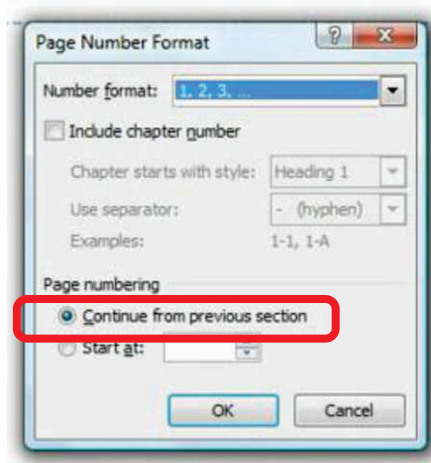 Page Number Format
Number format: 1, 2, 3, ...
Include chapter number
Chapter starts with style: Heading 1
Use separator: - (hyphen)
Examples: 1-1, 1-A
Page numbering
Continue from previous section
Start at:
OK Cancel